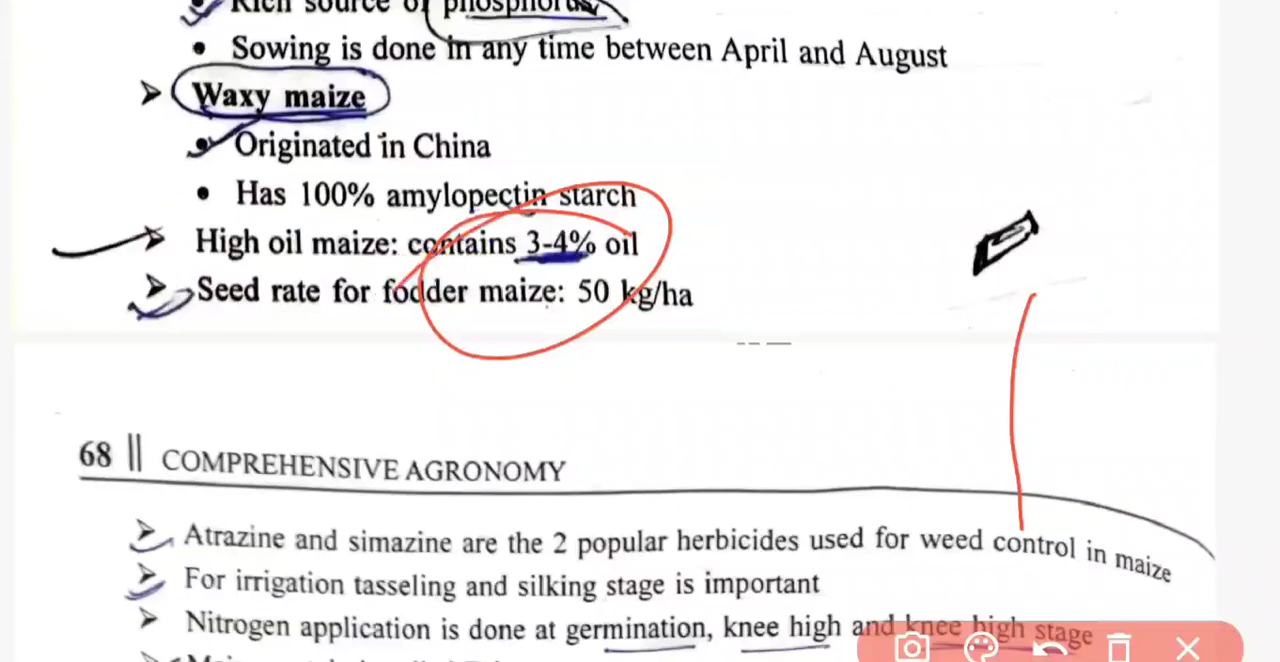 Rich source of phosphorus
• Sowing is done in any time between April and August
➤ Waxy maize
Originated in China
• Has 100% amylopectin starch
➤ High oil maize: contains 3-4% oil
➤ Seed rate for fodder maize: 50 kg/ha
68 || COMPREHENSIVE AGRONOMY
➤ Atrazine and simazine are the 2 popular herbicides used for weed control in maize
➤ For irrigation tasseling and silking stage is important
➤ Nitrogen application is done at germination, knee high and knee high stage